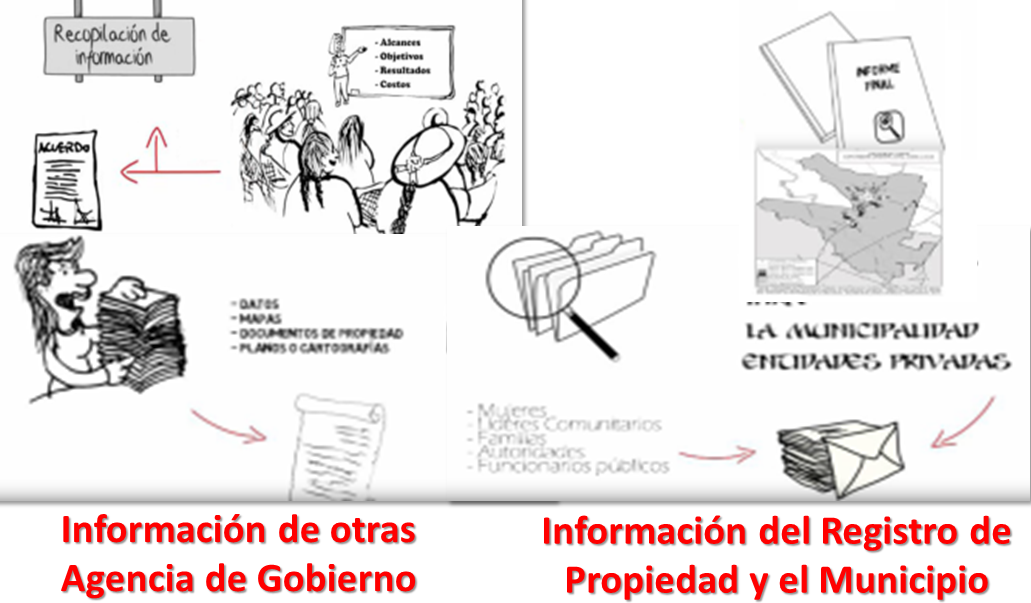 Recopilación de
información
- Alcances
- Objetivos
- Resultados
- Costos
ACUERDO
INFORME
FINAL
- DATOS
- MAPAS
- DOCUMENTOS DE PROPIEDAD
- PLANOS O CARTOGRAFÍAS
LA MUNICIPALIDAD
ENTIDADES PRIVADAS
- Mujeres
- Lideres Comunitarios
- Familias
- Autoridades
- Funcionarios públicos
Información de otras
Agencia de Gobierno
Información del Registro de
Propiedad y el Municipio